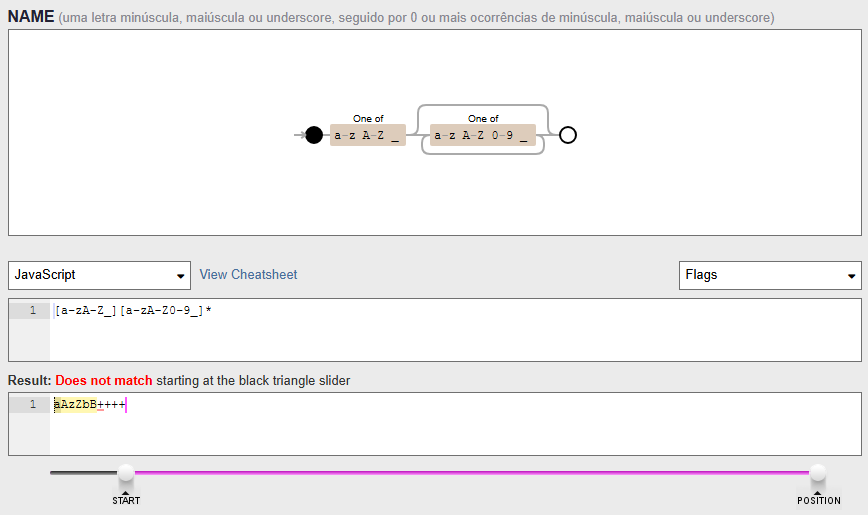 NAME (uma letra minúscula, maiúscula ou underscore, seguido por 0 ou mais ocorrências de minúscula, maiúscula ou underscore)
One of One of
a-z A-Z _ a-z A-Z 0-9 _
JavaScript View Cheatsheet Flags
1 [a-zA-Z_][a-zA-Z0-9_]*
Result: Does not match starting at the black triangle slider
1 aAzZbB++++
START POSITION